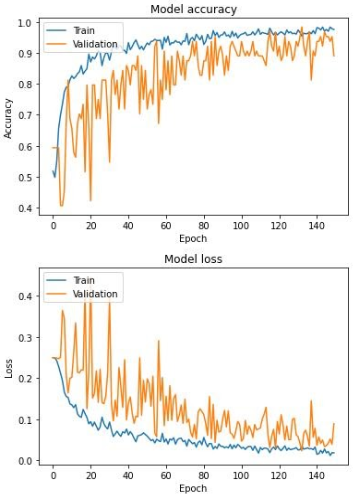 Model accuracy
1.0
0.9
0.8
0.7
0.6
0.5
0.4
Accuracy
Train
Validation
0 20 40 60 80 100 120 140
Epoch
Model loss
0.4
0.3
0.2
0.1
0.0
Loss
Train
Validation
0 20 40 60 80 100 120 140
Epoch